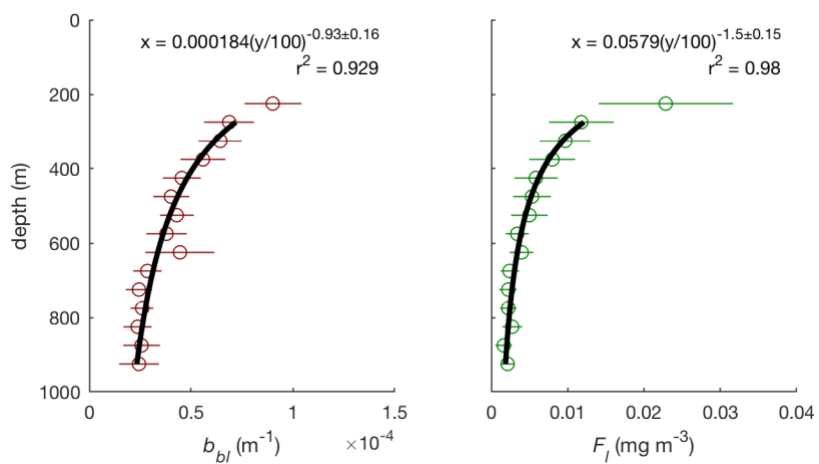 x = 0.000184(y/100)^-0.93±0.16
r² = 0.929
0
200
400
600
800
1000
depth (m)
0
0.5
1
1.5
×10^-4
b_bl (m^-1)
x = 0.0579(y/100)^-1.5±0.15
r² = 0.98
0
0.01
0.02
0.03
0.04
F_l (mg m^-3)